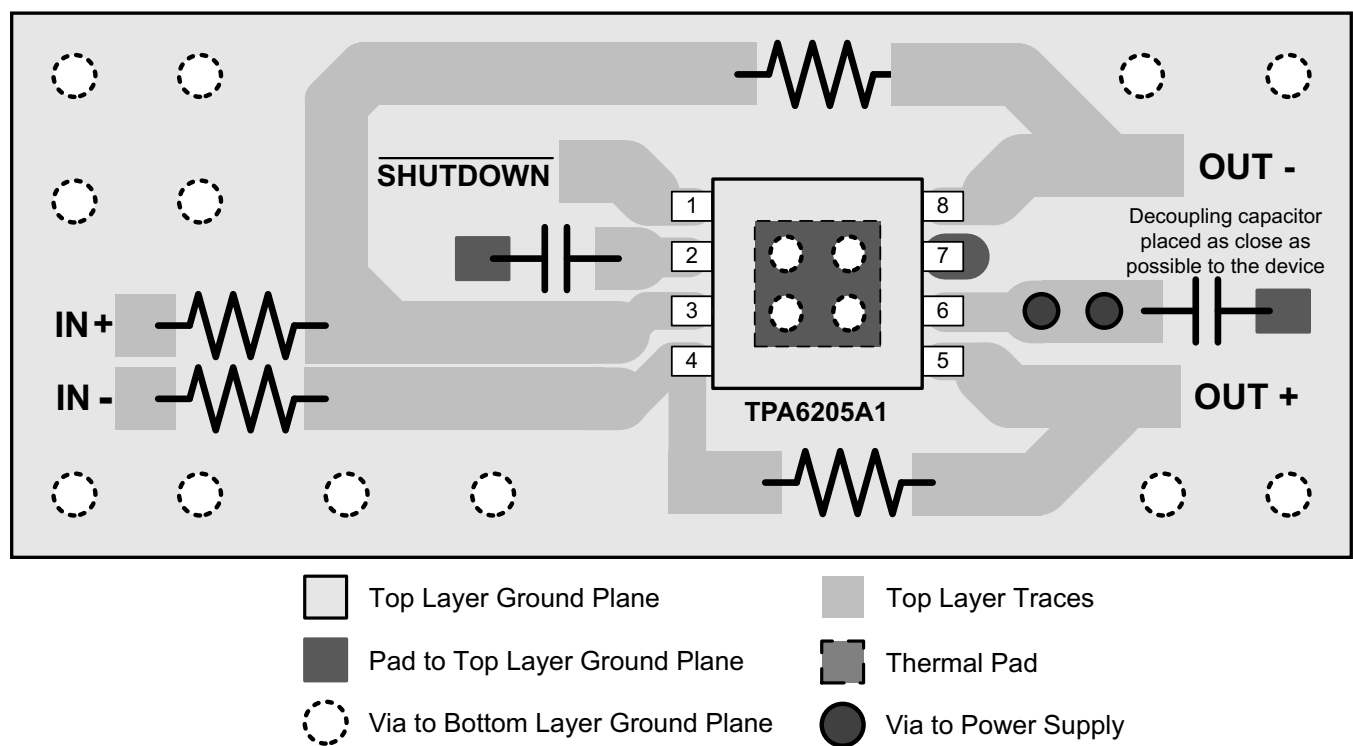 SHUTDOWN
OUT -
Decoupling capacitor
placed as close as
possible to the device
1
2
3
4
8
7
6
5
IN +
IN -
OUT +
TPA6205A1
Top Layer Ground Plane
Top Layer Traces
Pad to Top Layer Ground Plane
Thermal Pad
Via to Bottom Layer Ground Plane
Via to Power Supply